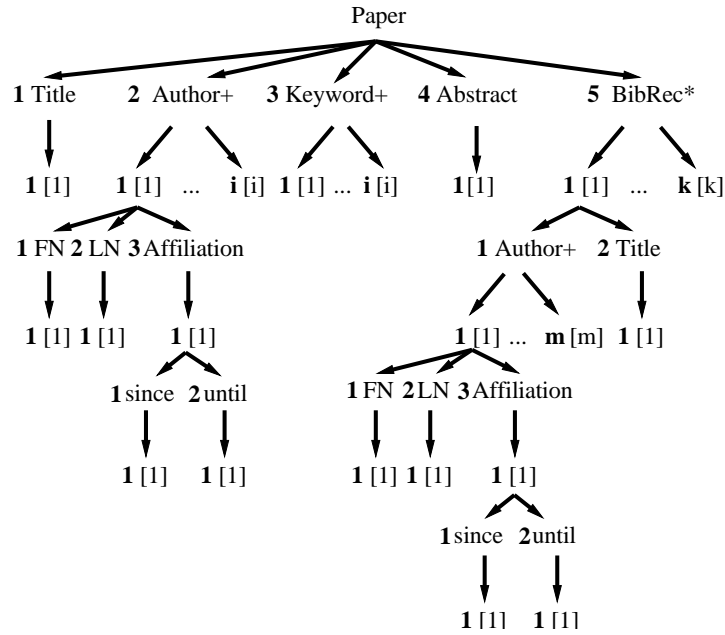 Paper
1 Title 2 Author+ 3 Keyword+ 4 Abstract 5 BibRec*
1 [1] 1 [1] ... i [i] 1 [1] ... i [i] 1 [1] 1 [1] ... k [k]
1 FN 2 LN 3 Affiliation 1 Author+ 2 Title
1 [1] 1 [1] 1 [1] 1 [1] ... m [m] 1 [1]
1 since 2 until 1 FN 2 LN 3 Affiliation
1 [1] 1 [1] 1 [1] 1 [1] 1 [1]
1 since 2 until
1 [1] 1 [1]